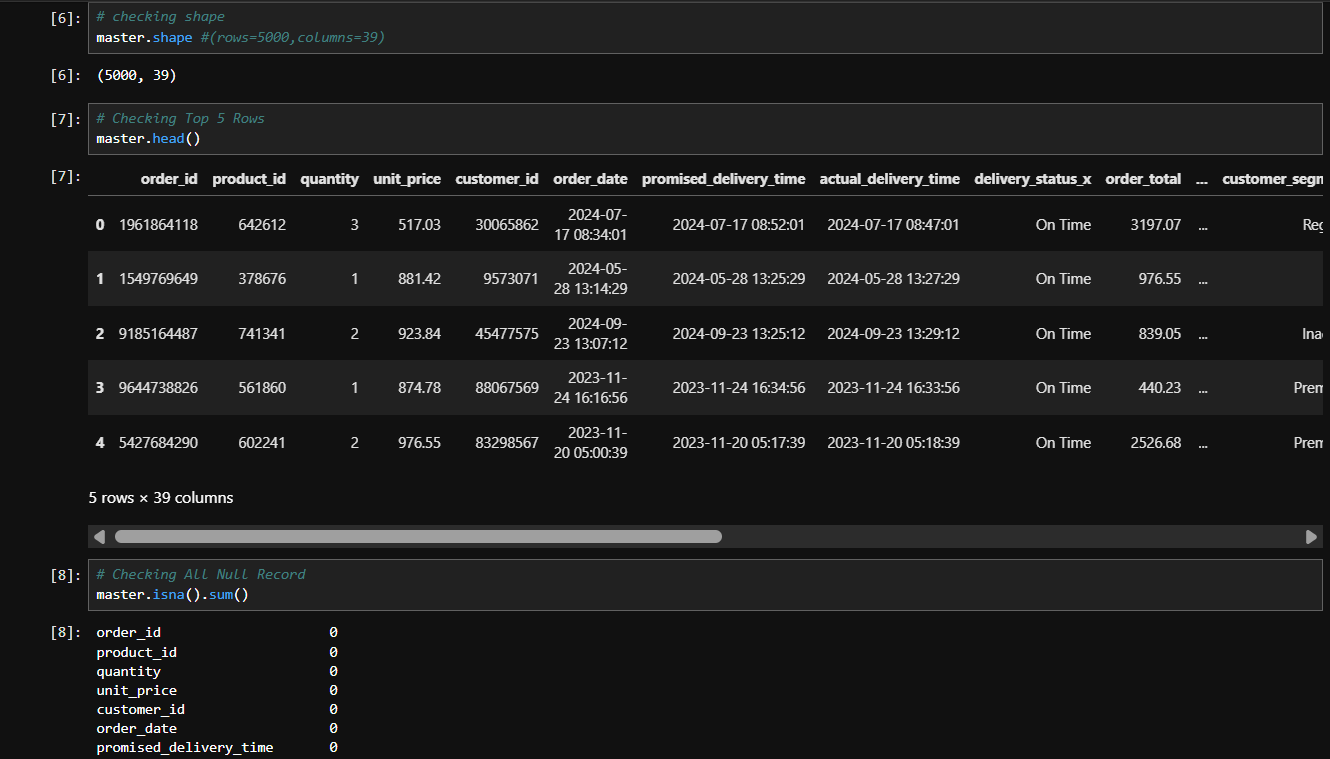 [6]: # checking shape
master.shape #(rows=5000,columns=39)
[6]: (5000, 39)
[7]: # Checking Top 5 Rows
master.head()
[7]: order_id product_id quantity unit_price customer_id order_date promised_delivery_time actual_delivery_time delivery_status_x order_total ... customer_segm
0 1961864118 642612 3 517.03 30065862 2024-07-17 08:34:01 2024-07-17 08:52:01 2024-07-17 08:47:01 On Time 3197.07 ... Reg
1 1549769649 378676 1 881.42 9573071 2024-05-28 13:14:29 2024-05-28 13:25:29 2024-05-28 13:27:29 On Time 976.55 ...
2 9185164487 741341 2 923.84 45477575 2024-09-23 13:07:12 2024-09-23 13:25:12 2024-09-23 13:29:12 On Time 839.05 ... Ina
3 9644738826 561860 1 874.78 88067569 2023-11-24 16:16:56 2023-11-24 16:34:56 2023-11-24 16:33:56 On Time 440.23 ... Prem
4 5427684290 602241 2 976.55 83298567 2023-11-20 05:00:39 2023-11-20 05:17:39 2023-11-20 05:18:39 On Time 2526.68 ... Prem
5 rows × 39 columns
[8]: # Checking All Null Record
master.isna().sum()
[8]: order_id 0
product_id 0
quantity 0
unit_price 0
customer_id 0
order_date 0
promised_delivery_time 0